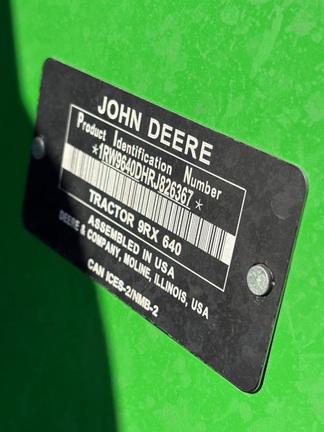 JOHN DEERE
Product Identification Number
*1RW9640DHRJ826367*
TRACTOR 9RX 640
ASSEMBLED IN USA
DEERE & COMPANY, MOLINE, ILLINOIS, USA
CAN ICES-2/NMB-2